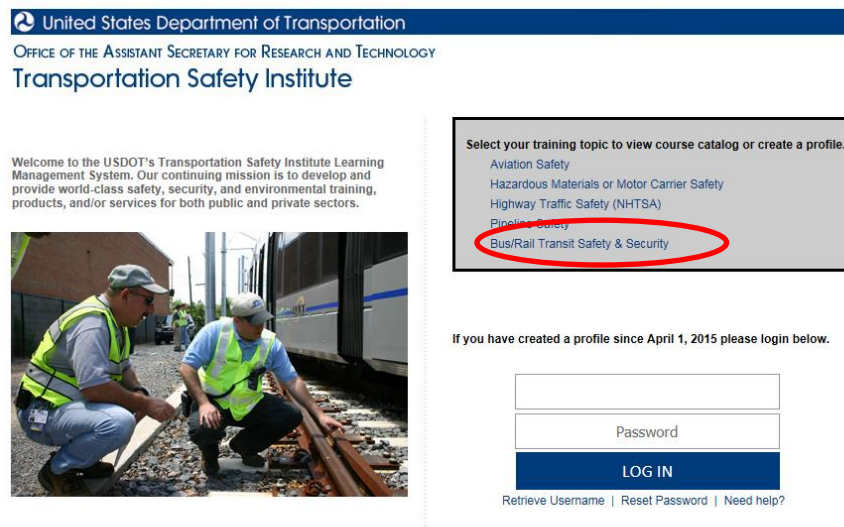 United States Department of Transportation
OFFICE OF THE ASSISTANT SECRETARY FOR RESEARCH AND TECHNOLOGY
Transportation Safety Institute
Welcome to the USDOT's Transportation Safety Institute Learning
Management System. Our continuing mission is to develop and
provide world-class safety, security, and environmental training,
products, and/or services for both public and private sectors.
Select your training topic to view course catalog or create a profile.
Aviation Safety
Hazardous Materials or Motor Carrier Safety
Highway Traffic Safety (NHTSA)
Pipeline Safety
Bus/Rail Transit Safety & Security
If you have created a profile since April 1, 2015 please login below.
Password
LOG IN
Retrieve Username | Reset Password | Need help?